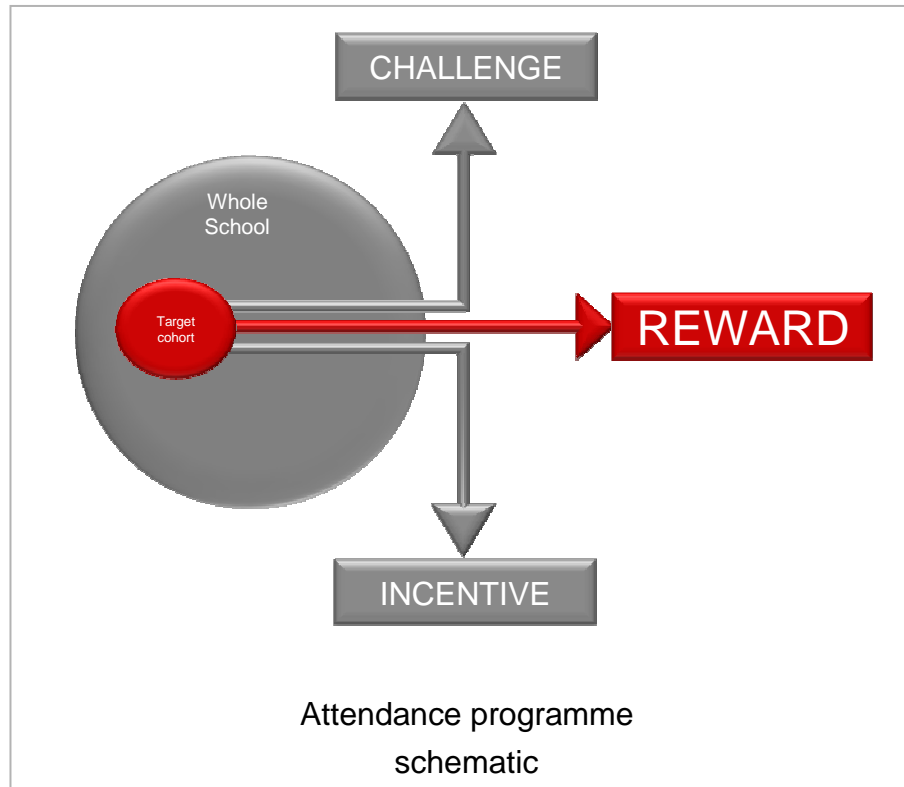 CHALLENGE
Whole
School
Target
cohort
REWARD
INCENTIVE
Attendance programme
schematic